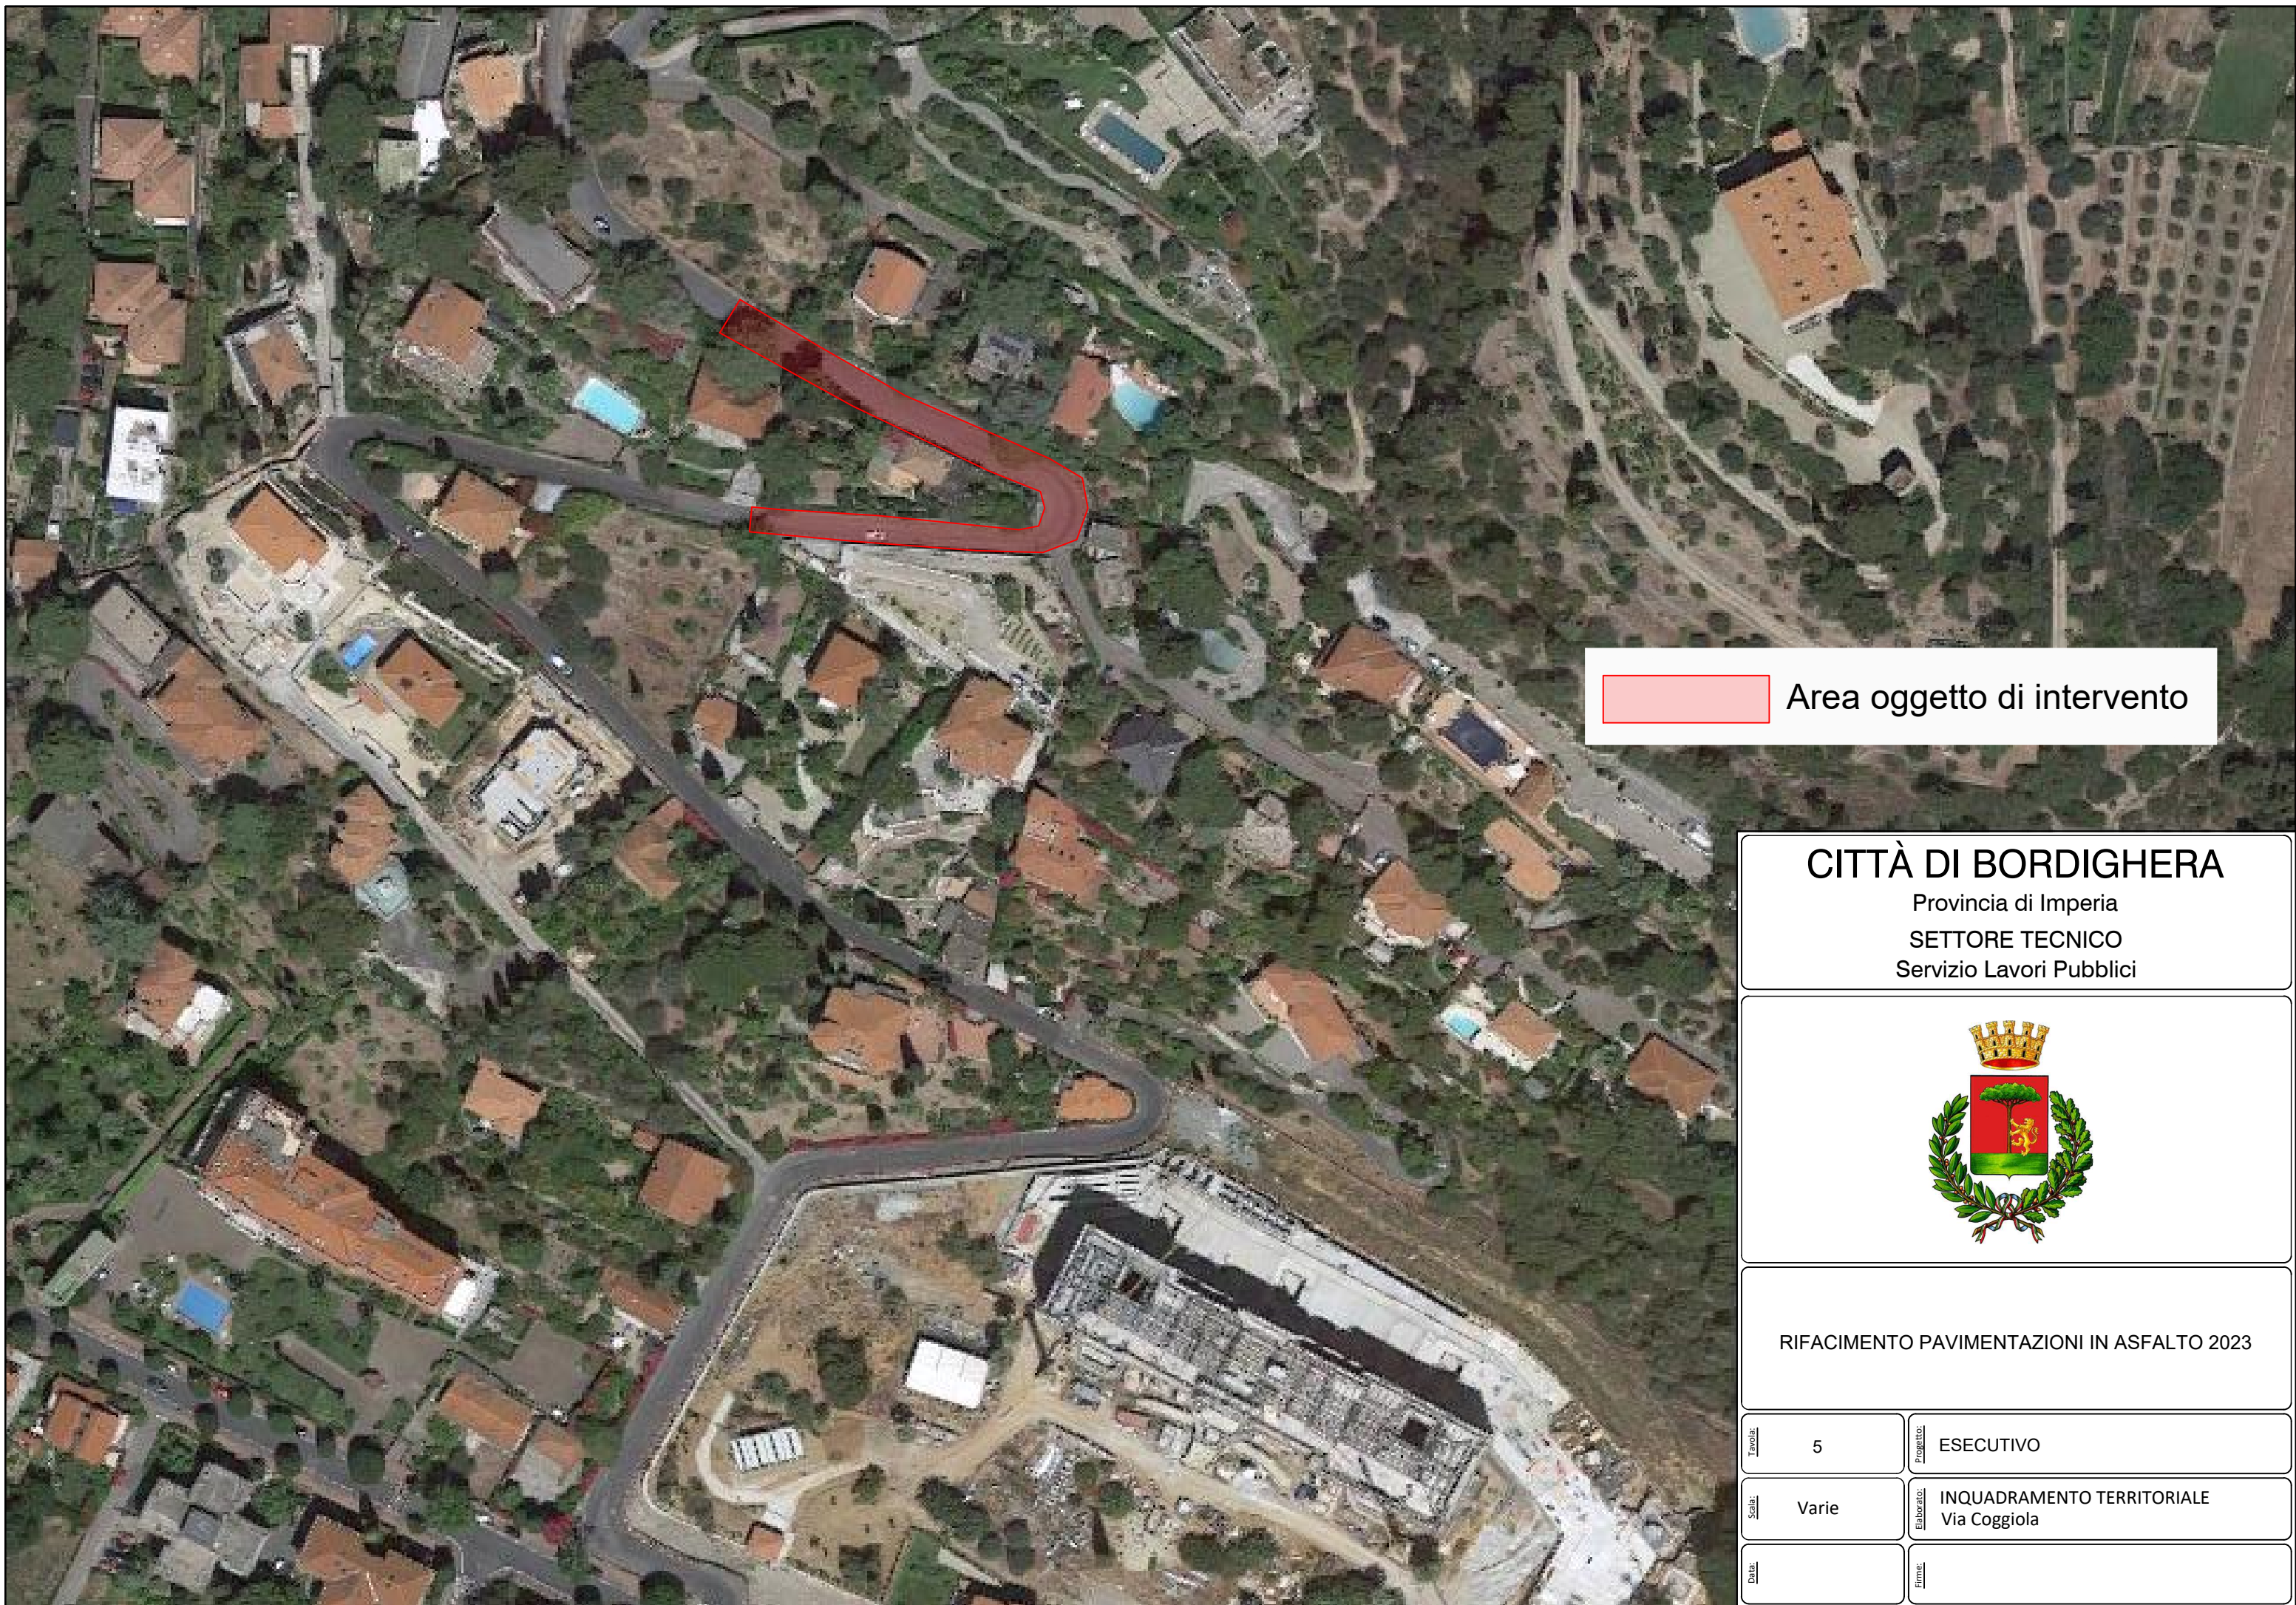 Area oggetto di intervento
CITTÀ DI BORDIGHERA
Provincia di Imperia
SETTORE TECNICO
Servizio Lavori Pubblici
RIFACIMENTO PAVIMENTAZIONI IN ASFALTO 2023
Tavola:
5
Progetto:
ESECUTIVO
Scala:
Varie
Elaborato:
INQUADRAMENTO TERRITORIALE
Via Coggiola
Data:
Firme: